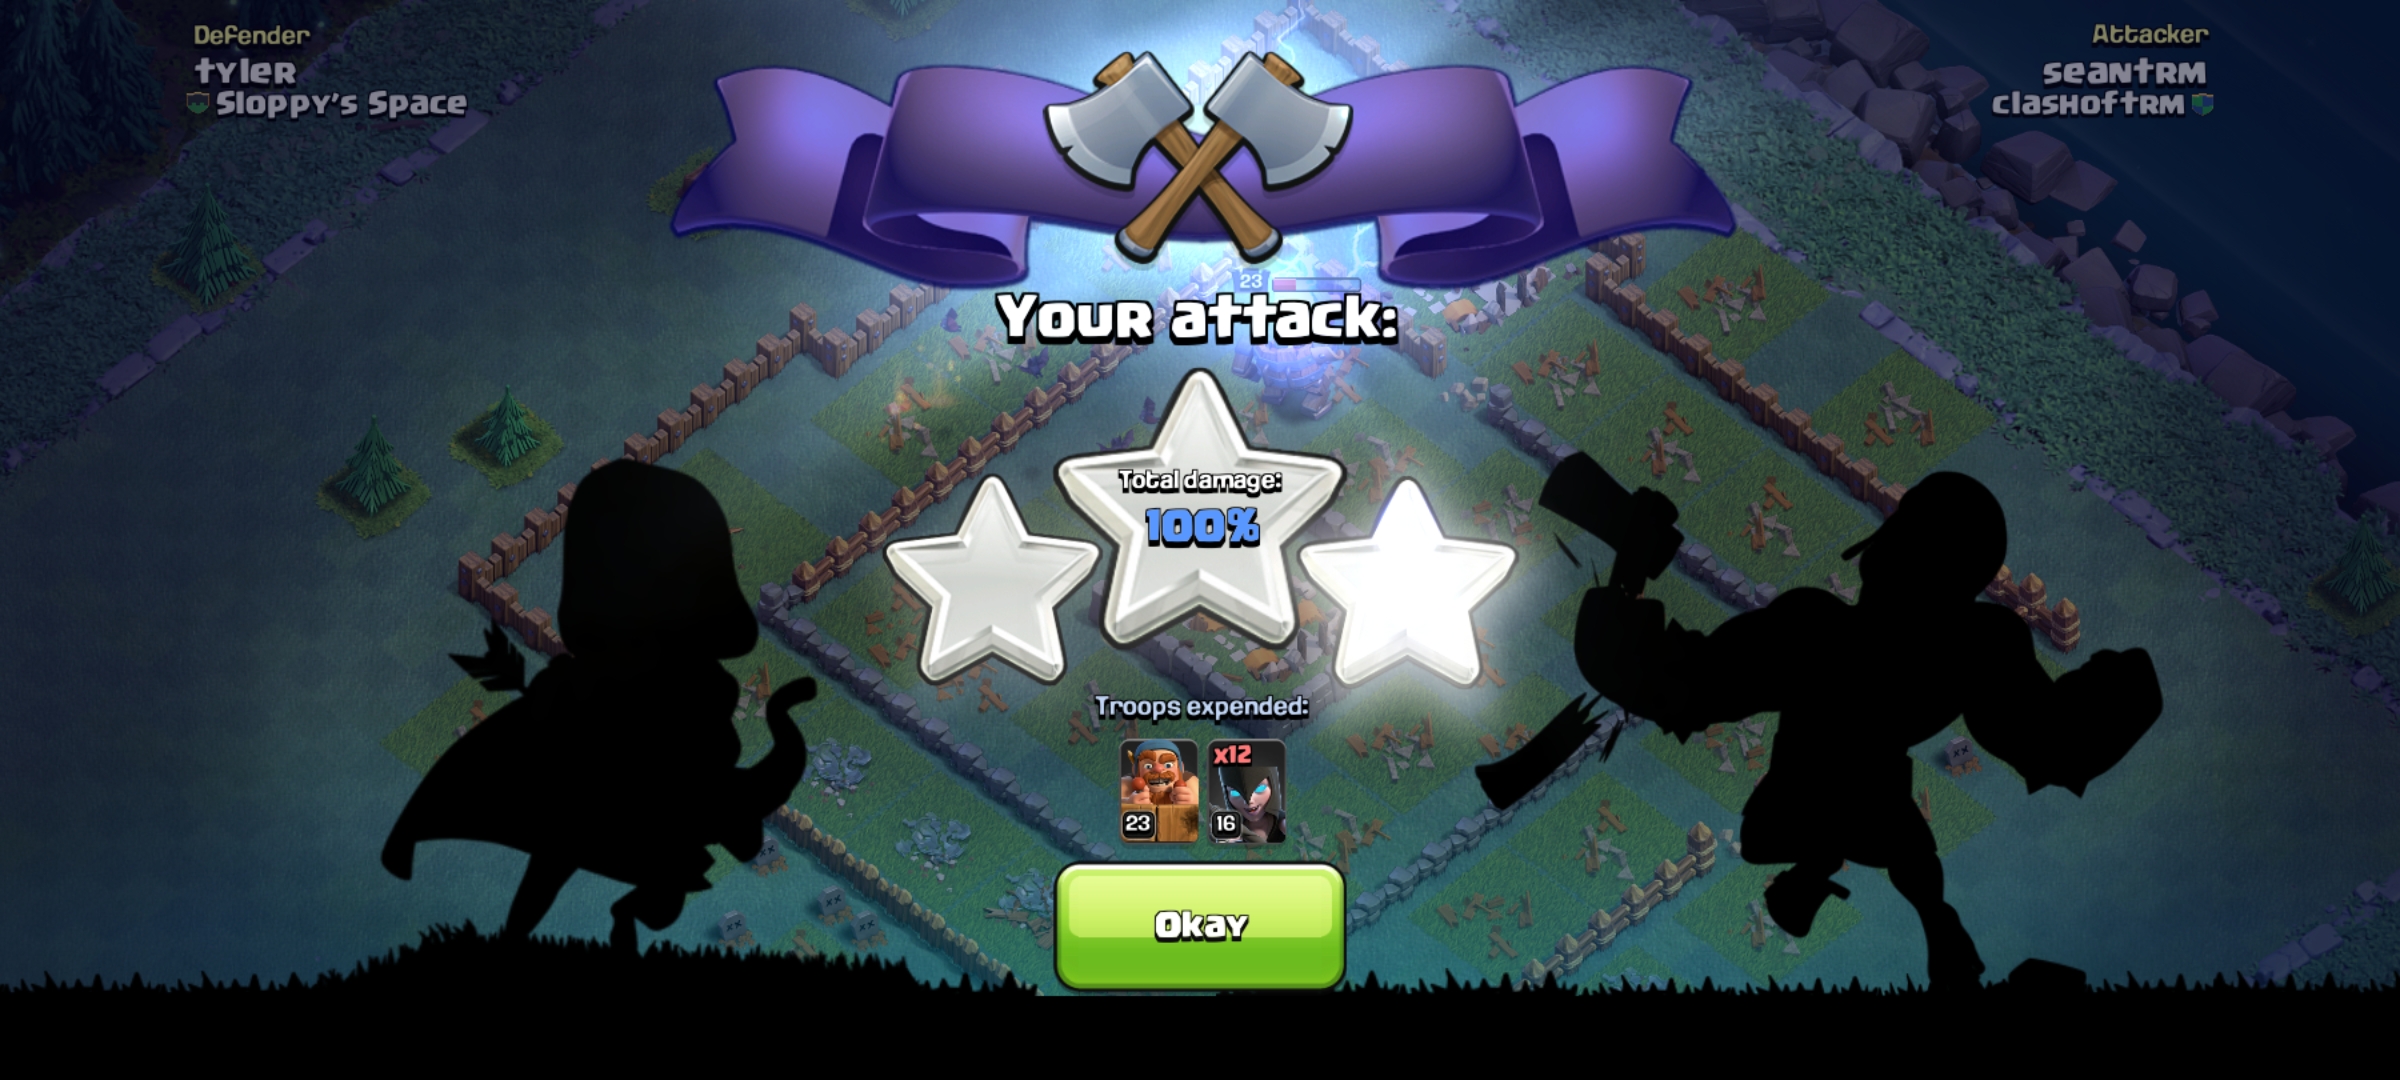 Defender
tyler
Sloppy's Space
Attacker
seantrm
clashoftrm
23
Your attack:
Total damage:
100%
Troops expended:
x12
23
16
Okay